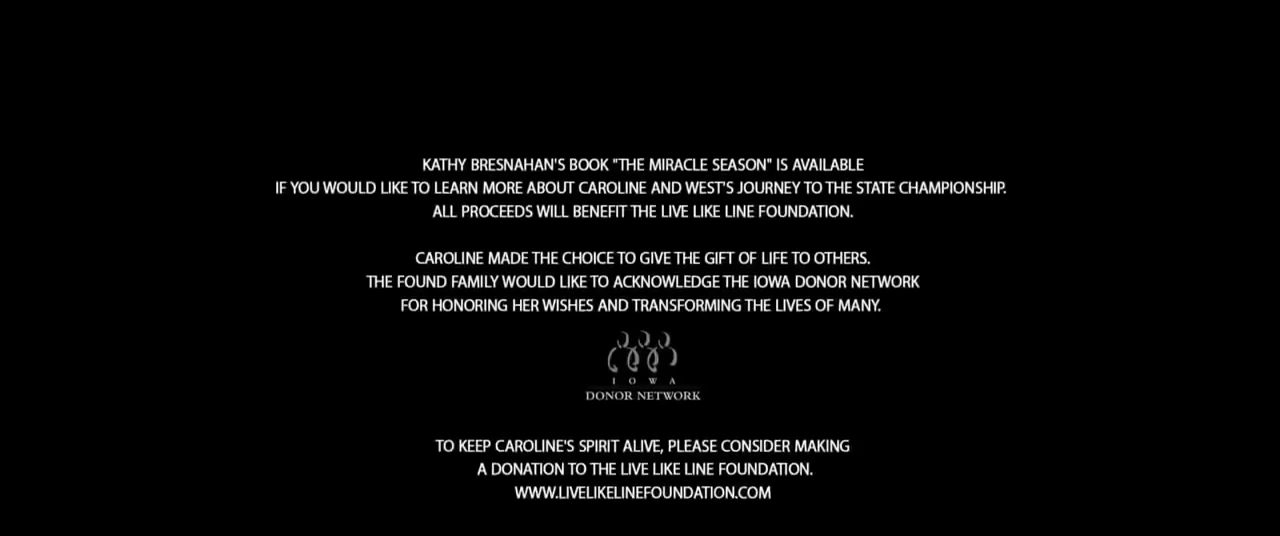 KATHY BRESNAHAN'S BOOK "THE MIRACLE SEASON" IS AVAILABLE
IF YOU WOULD LIKE TO LEARN MORE ABOUT CAROLINE AND WEST'S JOURNEY TO THE STATE CHAMPIONSHIP.
ALL PROCEEDS WILL BENEFIT THE LIVE LIKE LINE FOUNDATION.
CAROLINE MADE THE CHOICE TO GIVE THE GIFT OF LIFE TO OTHERS.
THE FOUND FAMILY WOULD LIKE TO ACKNOWLEDGE THE IOWA DONOR NETWORK
FOR HONORING HER WISHES AND TRANSFORMING THE LIVES OF MANY.
IOWA
DONOR NETWORK
TO KEEP CAROLINE'S SPIRIT ALIVE, PLEASE CONSIDER MAKING
A DONATION TO THE LIVE LIKE LINE FOUNDATION.
WWW.LIVELIKELINEFOUNDATION.COM